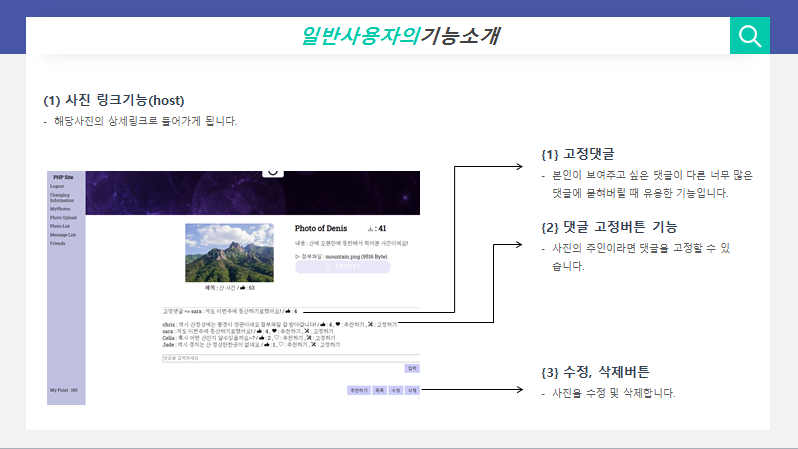 일반사용자의기능소개
(1) 사진 링크기능(host)
- 해당사진의 상세링크로 들어가게 됩니다.
{1} 고정댓글
- 본인이 보여주고 싶은 댓글이 다른 너무 많은
댓글에 묻혀버릴 때 유용한 기능입니다.
{2} 댓글 고정버튼 기능
- 사진의 주인이라면 댓글을 고정할 수 있
습니다.
{3} 수정, 삭제버튼
- 사진을 수정 및 삭제합니다.
PHP Site
Logout
Changing
Information
MyPhotos
Photo Upload
Photo List
Message List
Friends
My Point : 180
Photo of Denis : 41
내용 : 산에 오랜만에 등반해서 찍어본 사진이에요!
▷ 첨부파일 : mountain.png (9516 Byte)
제목 : 산 사진 / : 63
고정댓글 => sara : 저도 이번주에 등산하기로했어요! / : 4
chris : 역시 산정상에는 풍경이 장관이네요 첨부파일 잘 받아갑니다! / : 4 , : 추천하기 , : 고정하기
sara : 저도 이번주에 등산하기로했어요! / : 4 , : 추천하기 , : 고정하기
Celia : 혹시 어떤 산인지 알수있을까요~? / : 2 , : 추천하기 , : 고정하기
Jade : 역시 경치는 산 정상만한곳이 없네요 / : 1 , : 추천하기 , : 고정하기
댓글을 입력하세요
입력
추천하기 목록 수정 삭제